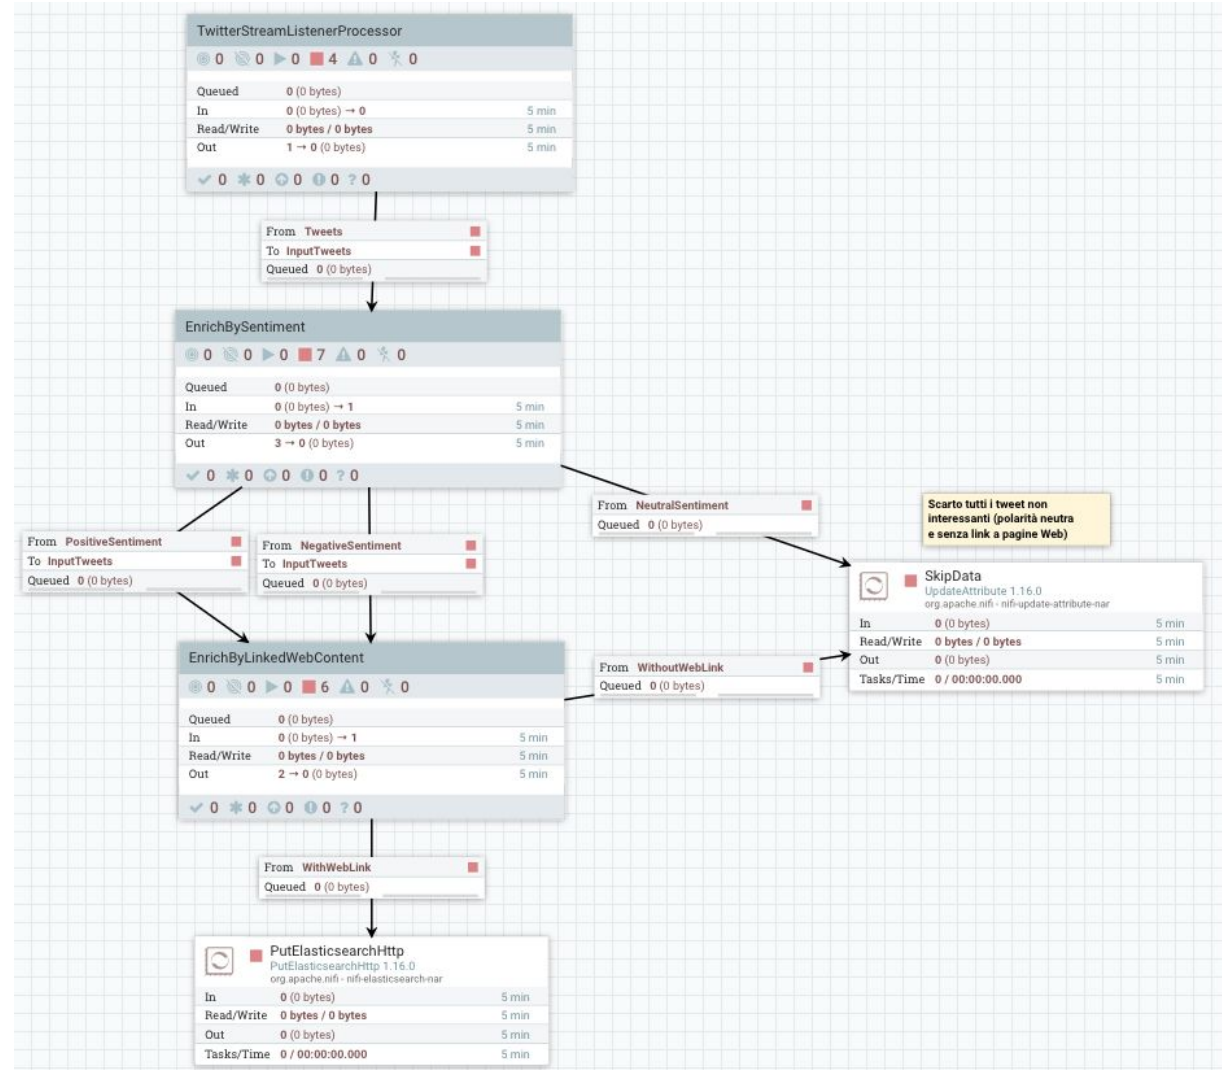 TwitterStreamListenerProcessor
0 0 0 4 0 0
Queued 0 (0 bytes)
In 0 (0 bytes) → 0 5 min
Read/Write 0 bytes / 0 bytes 5 min
Out 1 → 0 (0 bytes) 5 min
0 0 0 0 ? 0
From Tweets
To InputTweets
Queued 0 (0 bytes)
EnrichBySentiment
0 0 0 7 0 0
Queued 0 (0 bytes)
In 0 (0 bytes) → 1 5 min
Read/Write 0 bytes / 0 bytes 5 min
Out 3 → 0 (0 bytes) 5 min
0 0 0 0 ? 0
From NeutralSentiment
Queued 0 (0 bytes)
Scarto tutti i tweet non
interessanti (polarità neutra
e senza link a pagine Web)
From PositiveSentiment
To InputTweets
Queued 0 (0 bytes)
From NegativeSentiment
To InputTweets
Queued 0 (0 bytes)
SkipData
UpdateAttribute 1.16.0
org.apache.nifi - nifi-update-attribute-nar
In 0 (0 bytes) 5 min
Read/Write 0 bytes / 0 bytes 5 min
Out 0 (0 bytes) 5 min
Tasks/Time 0 / 00:00:00.000 5 min
EnrichByLinkedWebContent
0 0 0 6 0 0
Queued 0 (0 bytes)
In 0 (0 bytes) → 1 5 min
Read/Write 0 bytes / 0 bytes 5 min
Out 2 → 0 (0 bytes) 5 min
0 0 0 0 ? 0
From WithoutWebLink
Queued 0 (0 bytes)
From WithWebLink
Queued 0 (0 bytes)
PutElasticsearchHttp
PutElasticsearchHttp 1.16.0
org.apache.nifi - nifi-elasticsearch-nar
In 0 (0 bytes) 5 min
Read/Write 0 bytes / 0 bytes 5 min
Out 0 (0 bytes) 5 min
Tasks/Time 0 / 00:00:00.000 5 min